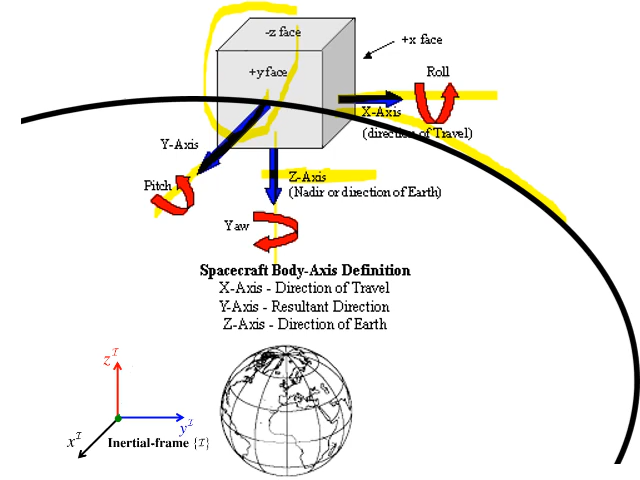 -z face
+x face
+y face
Roll
X-Axis
(direction of Travel)
Y-Axis
Z-Axis
(Nadir or direction of Earth)
Pitch
Yaw
Spacecraft Body-Axis Definition
X-Axis - Direction of Travel
Y-Axis - Resultant Direction
Z-Axis - Direction of Earth
z^ℐ
y^ℐ
x^ℐ
Inertial-frame {ℐ}